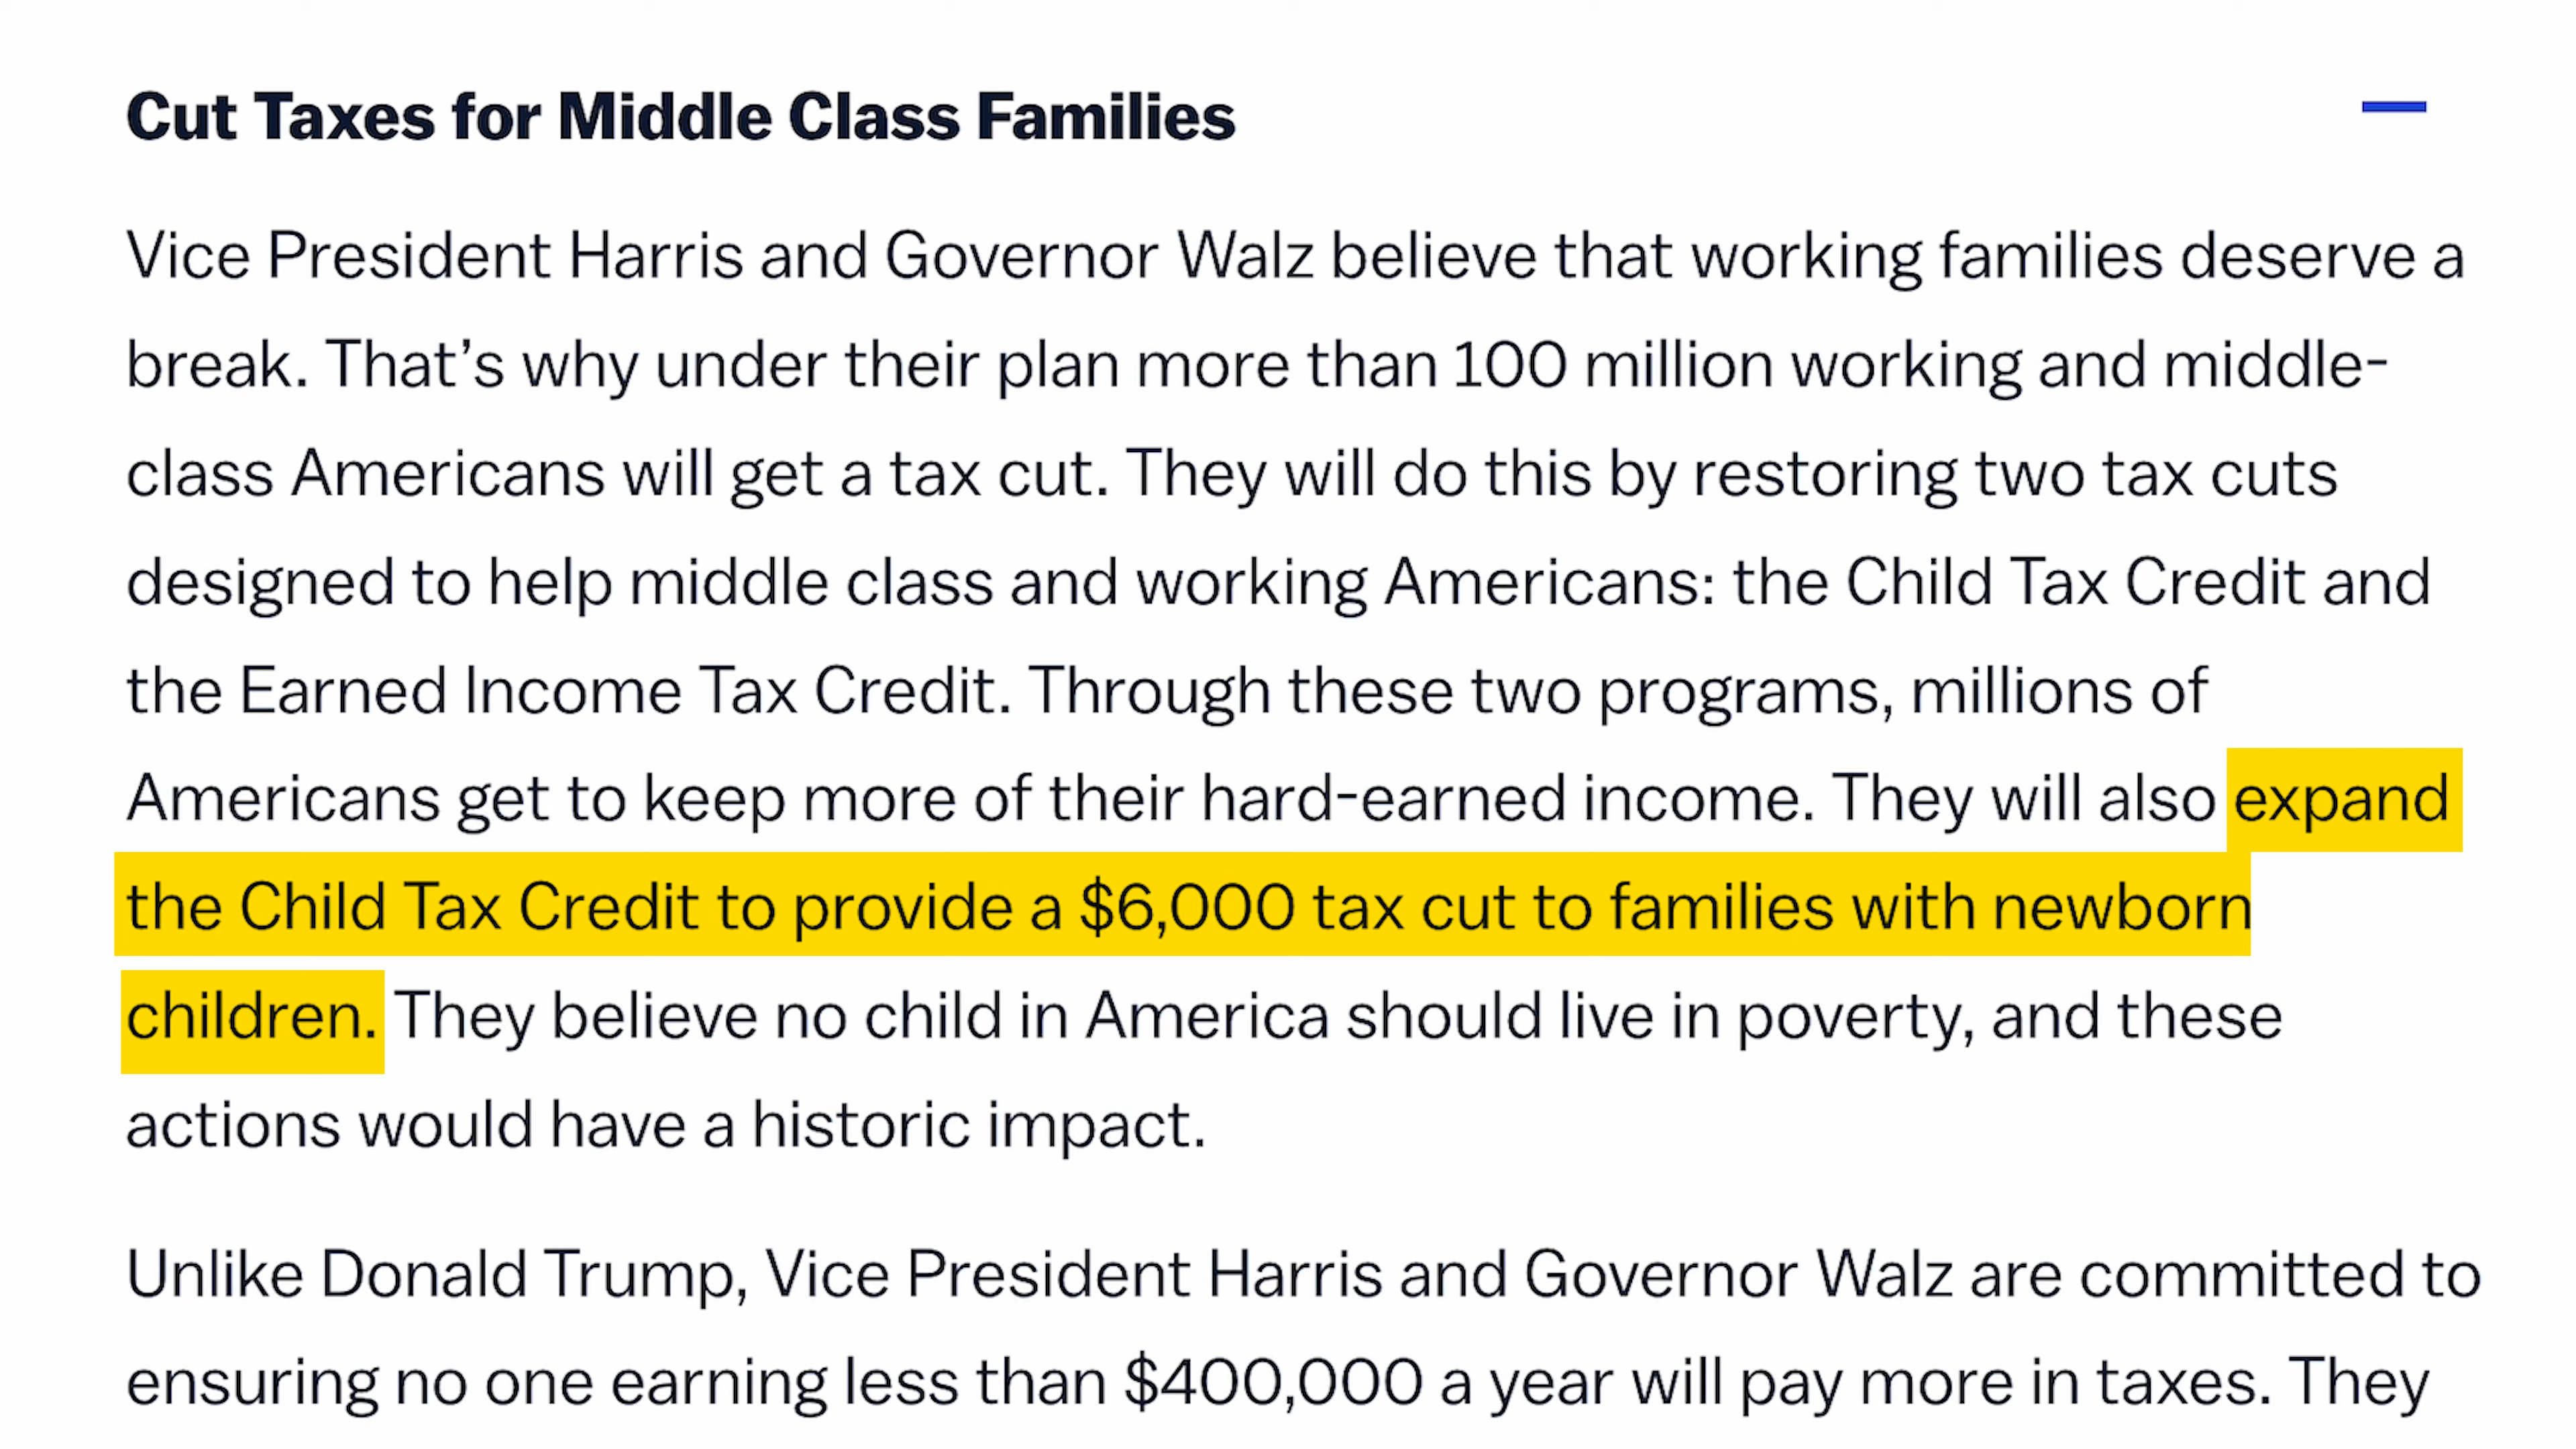 Cut Taxes for Middle Class Families
Vice President Harris and Governor Walz believe that working families deserve a
break. That’s why under their plan more than 100 million working and middle-
class Americans will get a tax cut. They will do this by restoring two tax cuts
designed to help middle class and working Americans: the Child Tax Credit and
the Earned Income Tax Credit. Through these two programs, millions of
Americans get to keep more of their hard-earned income. They will also expand
the Child Tax Credit to provide a $6,000 tax cut to families with newborn
children. They believe no child in America should live in poverty, and these
actions would have a historic impact.
Unlike Donald Trump, Vice President Harris and Governor Walz are committed to
ensuring no one earning less than $400,000 a year will pay more in taxes. They